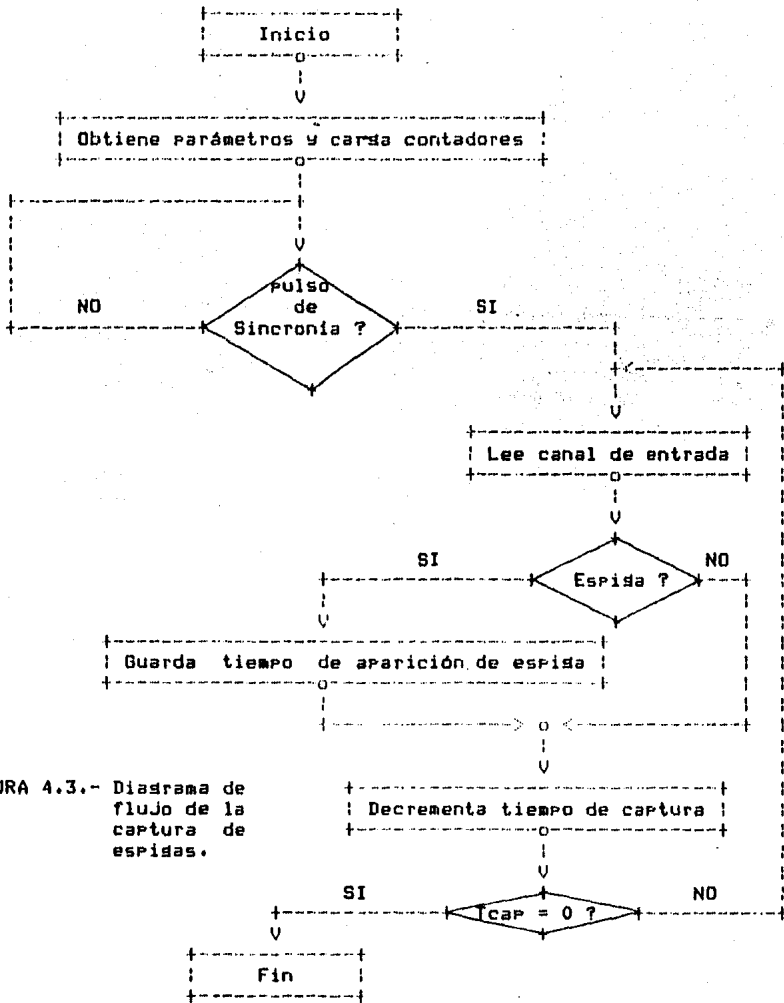 Inicio
Obtiene parámetros y carga contadores
pulso
de
NO
SI
Sincronía ?
Lee canal de entrada
SI
NO
Espiga ?
Guarda tiempo de aparición de espiga
URA 4.3.- Diagrama de
flujo de la
captura de
espigas.
Decrementa tiempo de captura
SI
NO
Tcap = 0 ?
Fin